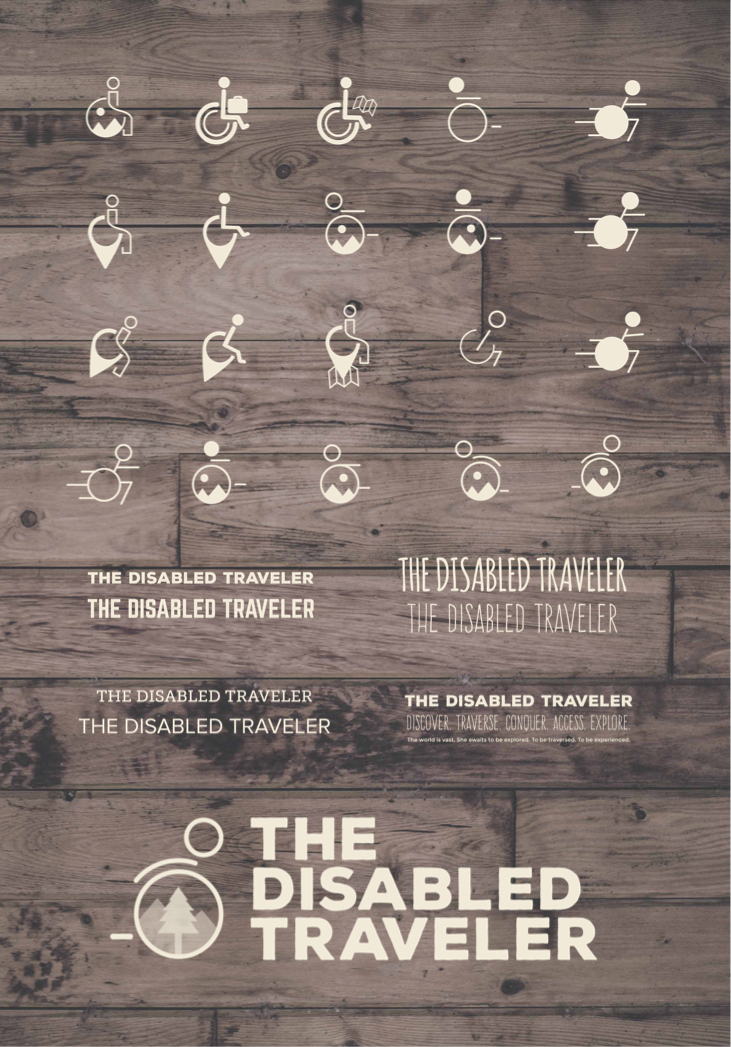 THE DISABLED TRAVELER
THE DISABLED TRAVELER
THE DISABLED TRAVELER
THE DISABLED TRAVELER
THE DISABLED TRAVELER
THE DISABLED TRAVELER
THE DISABLED TRAVELER
DISCOVER. TRAVERSE. CONQUER. ACCESS. EXPLORE.
The world is vast. She awaits to be explored. To be traversed. To be experienced.
THE
DISABLED
TRAVELER